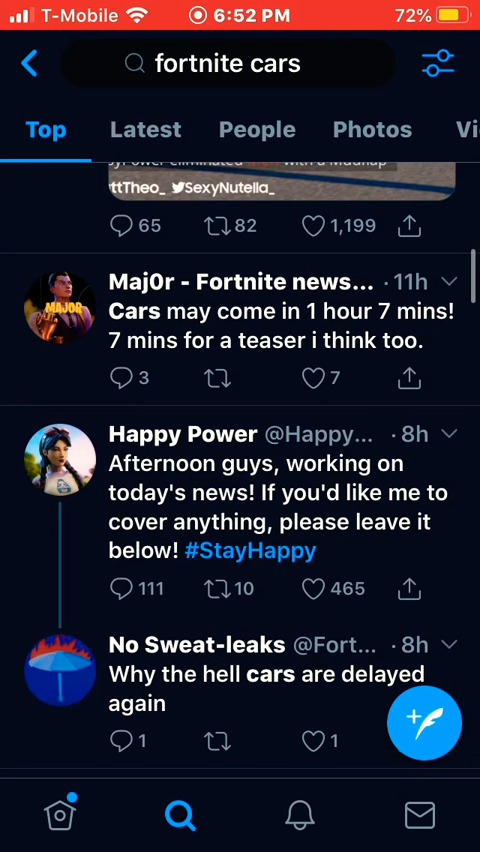 T-Mobile 6:52 PM 72%
fortnite cars
Top Latest People Photos Vi
with a
ttTheo_ SexyNutella_
65 82 1,199
Maj0r - Fortnite news... · 11h
MAJOR
Cars may come in 1 hour 7 mins!
7 mins for a teaser i think too.
3 7
Happy Power @Happy... · 8h
Afternoon guys, working on
today's news! If you'd like me to
cover anything, please leave it
below! #StayHappy
111 10 465
No Sweat-leaks @Fort... · 8h
Why the hell cars are delayed
again
1 1